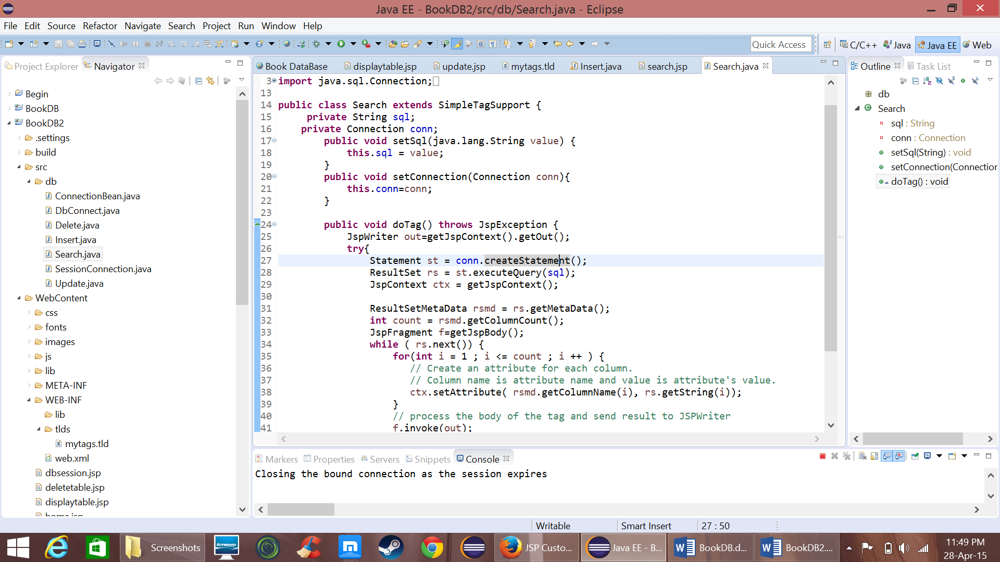 Java EE - BookDB2/src/db/Search.java - Eclipse
File Edit Source Refactor Navigate Search Project Run Window Help
Quick Access C/C++ Java Java EE Web
Project Explorer Navigator
Begin
BookDB
BookDB2
.settings
build
src
db
ConnectionBean.java
DbConnect.java
Delete.java
Insert.java
Search.java
SessionConnection.java
Update.java
WebContent
css
fonts
images
js
lib
META-INF
WEB-INF
lib
tlds
mytags.tld
web.xml
dbsession.jsp
deletetable.jsp
displaytable.jsp
home.jsp
Book DataBase displaytable.jsp update.jsp mytags.tld Insert.java search.jsp Search.java
3 import java.sql.Connection;
13
14 public class Search extends SimpleTagSupport {
15 private String sql;
16 private Connection conn;
17 public void setSql(java.lang.String value) {
18 this.sql = value;
19 }
20 public void setConnection(Connection conn){
21 this.conn=conn;
22 }
23
24 public void doTag() throws JspException {
25 JspWriter out=getJspContext().getOut();
26 try{
27 Statement st = conn.createStatement();
28 ResultSet rs = st.executeQuery(sql);
29 JspContext ctx = getJspContext();
30
31 ResultSetMetaData rsmd = rs.getMetaData();
32 int count = rsmd.getColumnCount();
33 JspFragment f=getJspBody();
34 while ( rs.next()) {
35 for(int i = 1 ; i <= count ; i ++ ) {
36 // Create an attribute for each column.
37 // Column name is attribute name and value is attribute's value.
38 ctx.setAttribute( rsmd.getColumnName(i), rs.getString(i));
39 }
40 // process the body of the tag and send result to JSPWriter
41 f.invoke(out);
Outline Task List
db
Search
sql : String
conn : Connection
setSql(String) : void
setConnection(Connection
doTag() : void
Markers Properties Servers Snippets Console
Closing the bound connection as the session expires
Writable Smart Insert 27 : 50
Screenshots lenovo JSP Custo... Java EE - B... BookDB.d... BookDB2....
11:49 PM
28-Apr-15